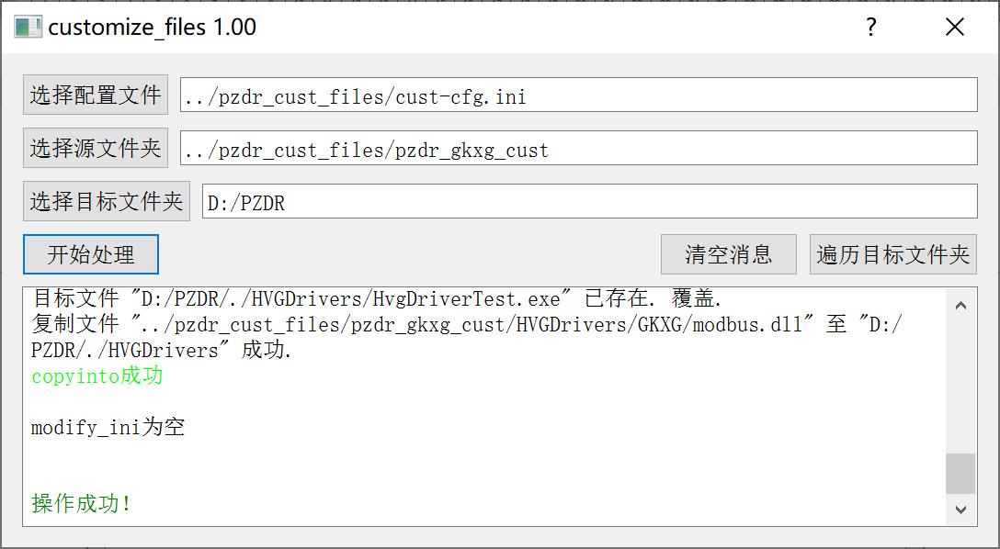 customize_files 1.00
选择配置文件 ../pzdr_cust_files/cust-cfg.ini
选择源文件夹 ../pzdr_cust_files/pzdr_gkxg_cust
选择目标文件夹 D:/PZDR
开始处理 清空消息 遍历目标文件夹
目标文件 "D:/PZDR/./HVGDrivers/HvgDriverTest.exe" 已存在. 覆盖.
复制文件 "../pzdr_cust_files/pzdr_gkxg_cust/HVGDrivers/GKXG/modbus.dll" 至 "D:/
PZDR/./HVGDrivers" 成功.
copyinto成功
modify_ini为空
操作成功!